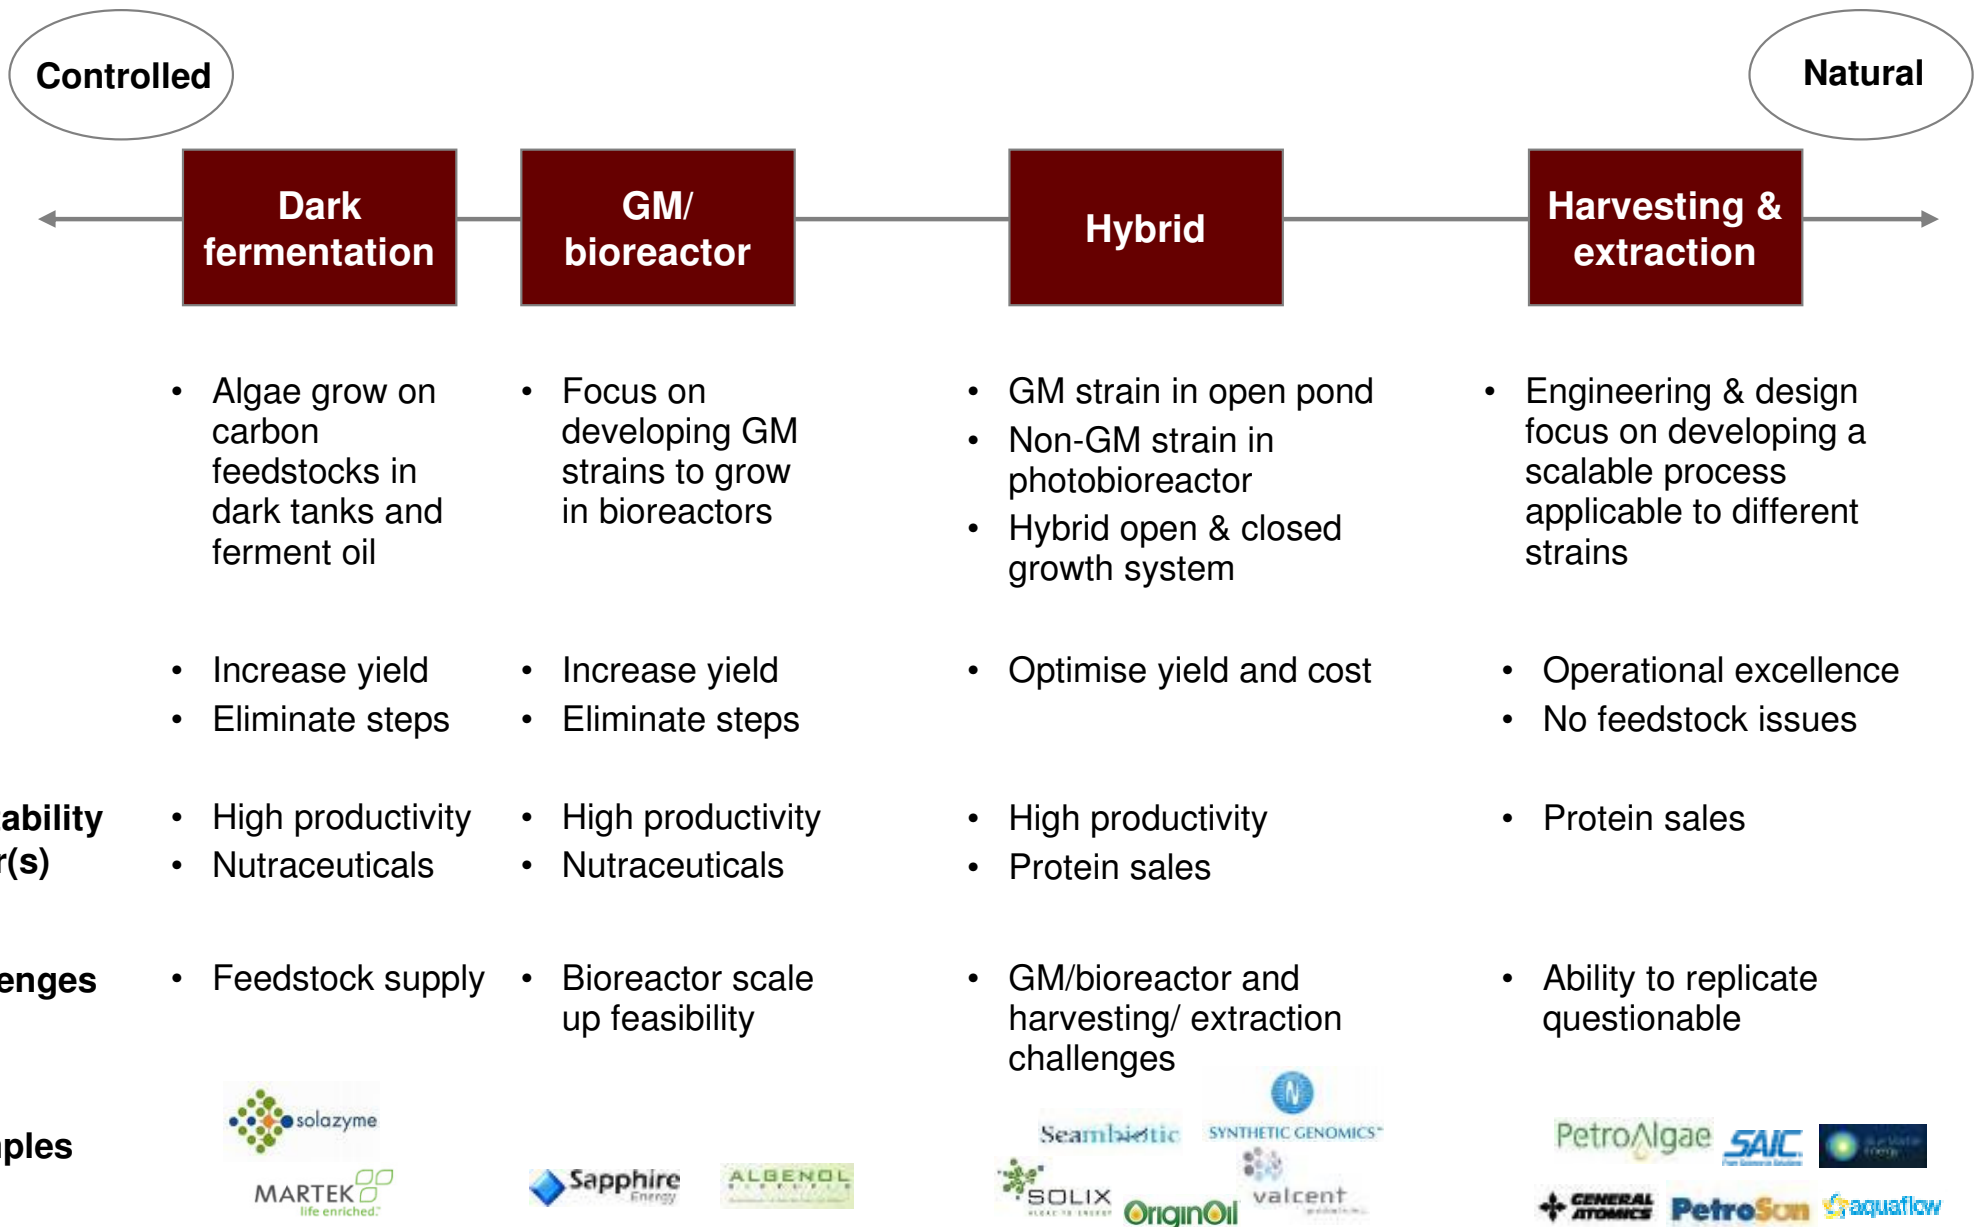 Controlled
Natural
Dark
fermentation
GM/
bioreactor
Hybrid
Harvesting &
extraction
• Algae grow on
carbon
feedstocks in
dark tanks and
ferment oil
• Focus on
developing GM
strains to grow
in bioreactors
• GM strain in open pond
• Non-GM strain in
photobioreactor
• Hybrid open & closed
growth system
• Engineering & design
focus on developing a
scalable process
applicable to different
strains
• Increase yield
• Eliminate steps
• Increase yield
• Eliminate steps
• Optimise yield and cost
• Operational excellence
• No feedstock issues
ability
r(s)
• High productivity
• Nutraceuticals
• High productivity
• Nutraceuticals
• High productivity
• Protein sales
• Protein sales
enges
• Feedstock supply
• Bioreactor scale
up feasibility
• GM/bioreactor and
harvesting/ extraction
challenges
• Ability to replicate
questionable
ples
solazyme
MARTEK
life enriched.
Sapphire
Energy
ALGENOL
Seambiotic
SYNTHETIC GENOMICS
SOLIX
OriginOil
valcent
PetroAlgae
SAIC
From Science to Solutions
Energy
GENERAL
ATOMICS
PetroSun
aquaflow